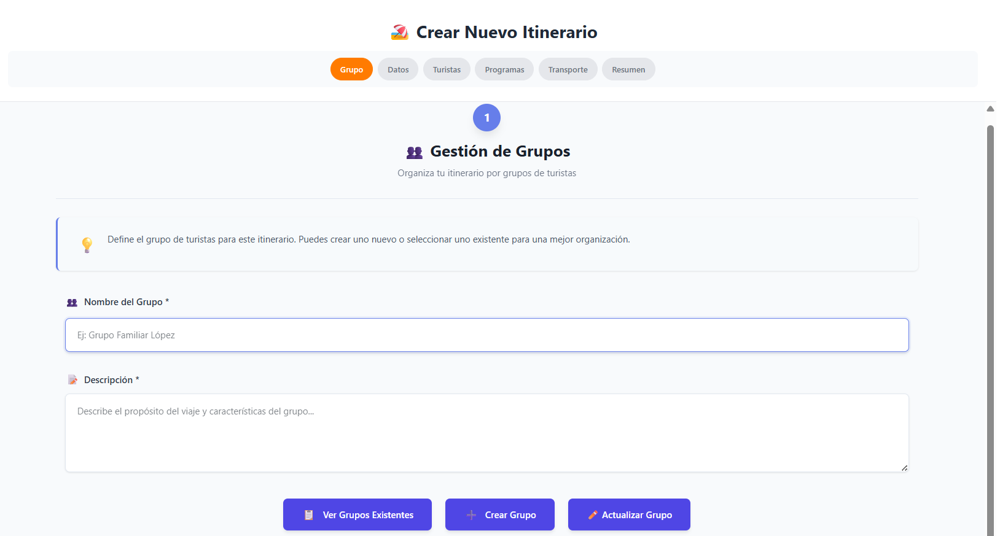 Crear Nuevo Itinerario
Grupo Datos Turistas Programas Transporte Resumen
1
Gestión de Grupos
Organiza tu itinerario por grupos de turistas
Define el grupo de turistas para este itinerario. Puedes crear uno nuevo o seleccionar uno existente para una mejor organización.
Nombre del Grupo *
Ej: Grupo Familiar López
Descripción *
Describe el propósito del viaje y características del grupo...
Ver Grupos Existentes Crear Grupo Actualizar Grupo